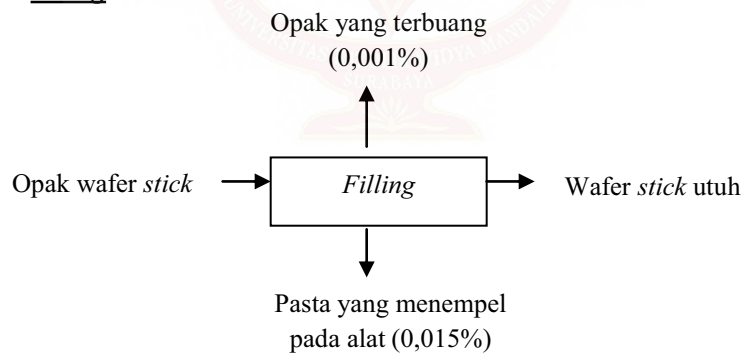 Opak yang terbuang
(0,001%)
Opak wafer stick
Filling
Wafer stick utuh
Pasta yang menempel
pada alat (0,015%)